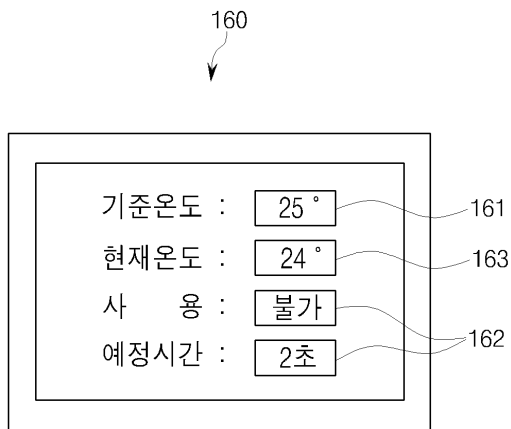 160
기준온도 : 25° 161
현재온도 : 24° 163
사 용 : 불가
162
예정시간 : 2초